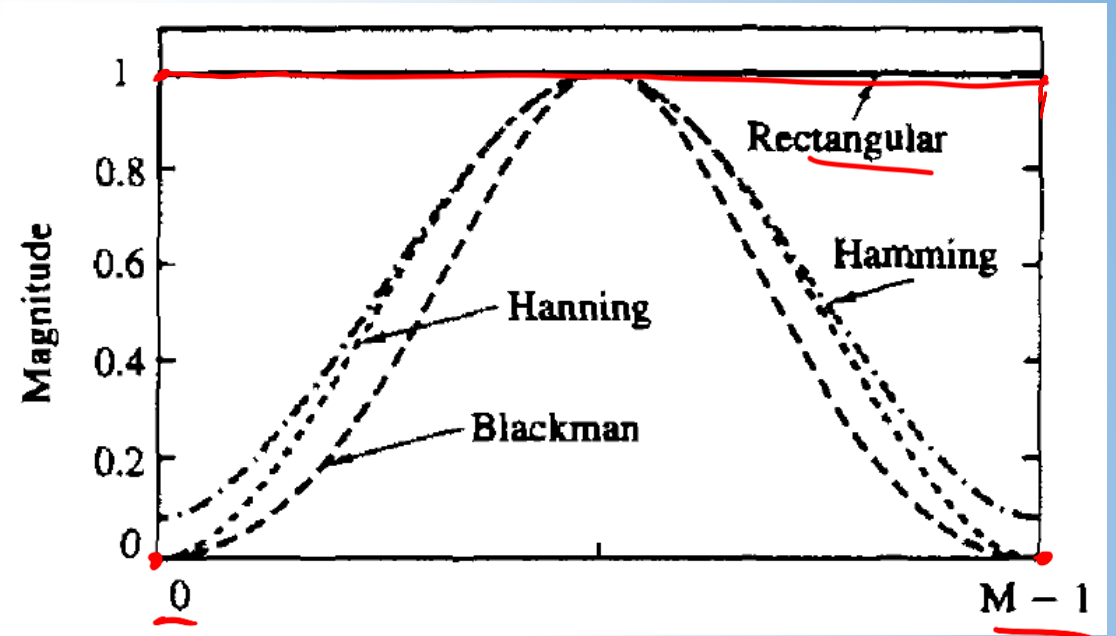 1
Rectangular
0.8
Hamming
0.6
Magnitude
Hanning
0.4
Blackman
0.2
0
0
M – 1